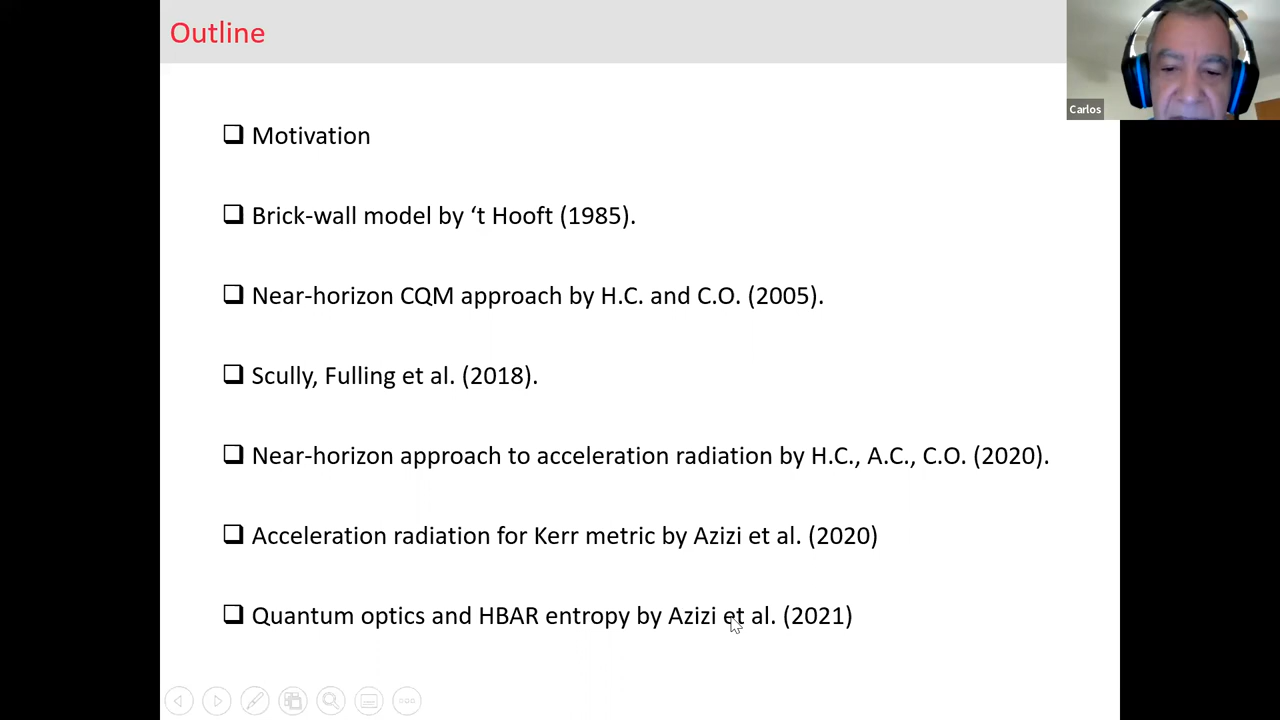 Outline
Carlos
Motivation
Brick-wall model by ‘t Hooft (1985).
Near-horizon CQM approach by H.C. and C.O. (2005).
Scully, Fulling et al. (2018).
Near-horizon approach to acceleration radiation by H.C., A.C., C.O. (2020).
Acceleration radiation for Kerr metric by Azizi et al. (2020)
Quantum optics and HBAR entropy by Azizi et al. (2021)